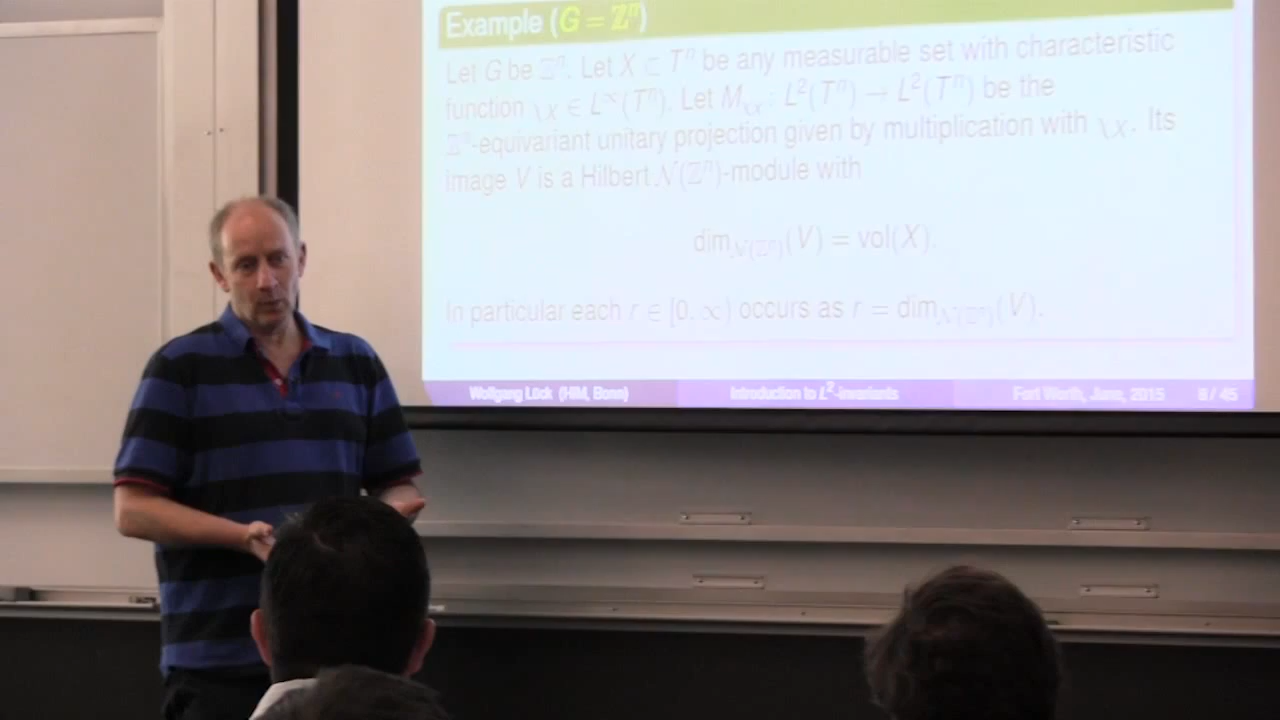 Example (G = ℤⁿ)
Let G be ℤⁿ. Let X ⊂ Tⁿ be any measurable set with characteristic
function χ_X ∈ L^∞(Tⁿ). Let M_{χ_X} : L²(Tⁿ) → L²(Tⁿ) be the
ℤⁿ-equivariant unitary projection given by multiplication with χ_X. Its
image V is a Hilbert 𝒩(ℤⁿ)-module with
dim_{𝒩(ℤⁿ)}(V) = vol(X).
In particular each r ∈ [0, ∞) occurs as r = dim_{𝒩(ℤⁿ)}(V).
Wolfgang Lück (HIM, Bonn) Introduction to L²-invariants Fort Worth, June, 2015 8 / 45